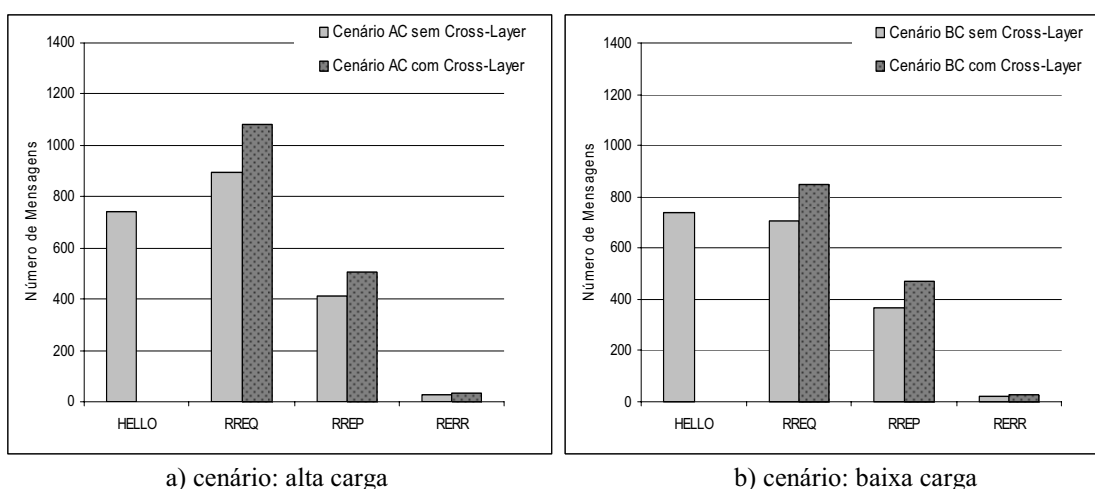 1400
1200
1000
800
600
400
200
0
Número de Mensagens
Cenário AC sem Cross-Layer
Cenário AC com Cross-Layer
HELLO RREQ RREP RERR
a) cenário: alta carga
1400
1200
1000
800
600
400
200
0
Número de Mensagens
Cenário BC sem Cross-Layer
Cenário BC com Cross-Layer
HELLO RREQ RREP RERR
b) cenário: baixa carga